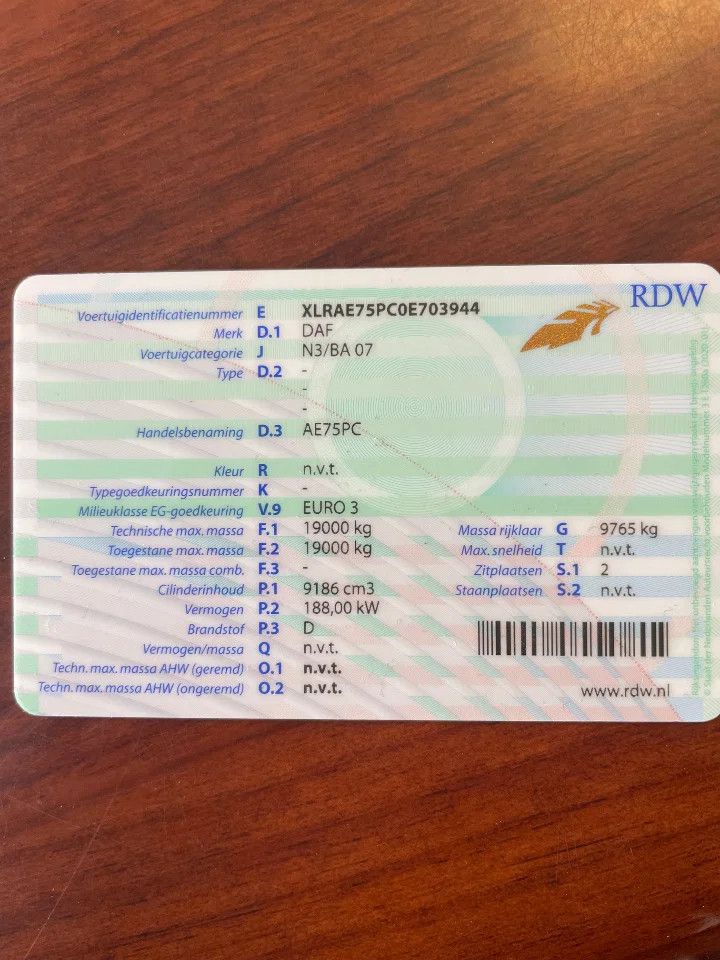 RDW
Voertuigidentificatienummer E XLRAE75PC0E703944
Merk D.1 DAF
Voertuigcategorie J N3/BA 07
Type D.2 -
-
-
Handelsbenaming D.3 AE75PC
Kleur R n.v.t.
Typegoedkeuringsnummer K -
Milieuklasse EG-goedkeuring V.9 EURO 3
Technische max. massa F.1 19000 kg Massa rijklaar G 9765 kg
Toegestane max. massa F.2 19000 kg Max. snelheid T n.v.t.
Toegestane max. massa comb. F.3 - Zitplaatsen S.1 2
Cilinderinhoud P.1 9186 cm3 Staanplaatsen S.2 n.v.t.
Vermogen P.2 188,00 kW
Brandstof P.3 D
Vermogen/massa Q n.v.t.
Techn. max. massa AHW (geremd) O.1 n.v.t.
Techn. max. massa AHW (ongeremd) O.2 n.v.t.
www.rdw.nl